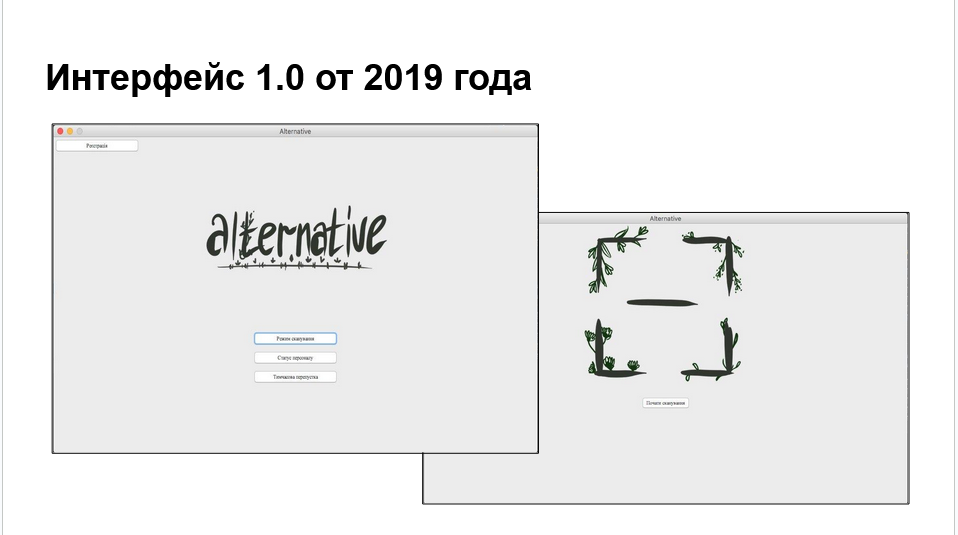 Интерфейс 1.0 от 2019 года
Alternative
Реєстрація
alternative
Режим сканування
Статус персоналу
Тимчасова перепустка
Alternative
Почати сканування